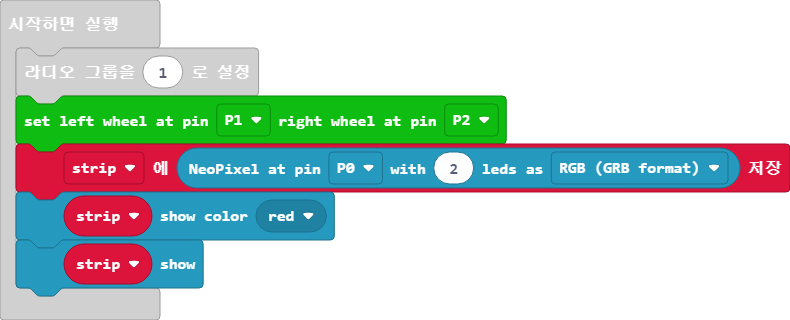 시작하면 실행
라디오 그룹을 1 로 설정
set left wheel at pin P1 right wheel at pin P2
strip 에 NeoPixel at pin P0 with 2 leds as RGB (GRB format) 저장
strip show color red
strip show